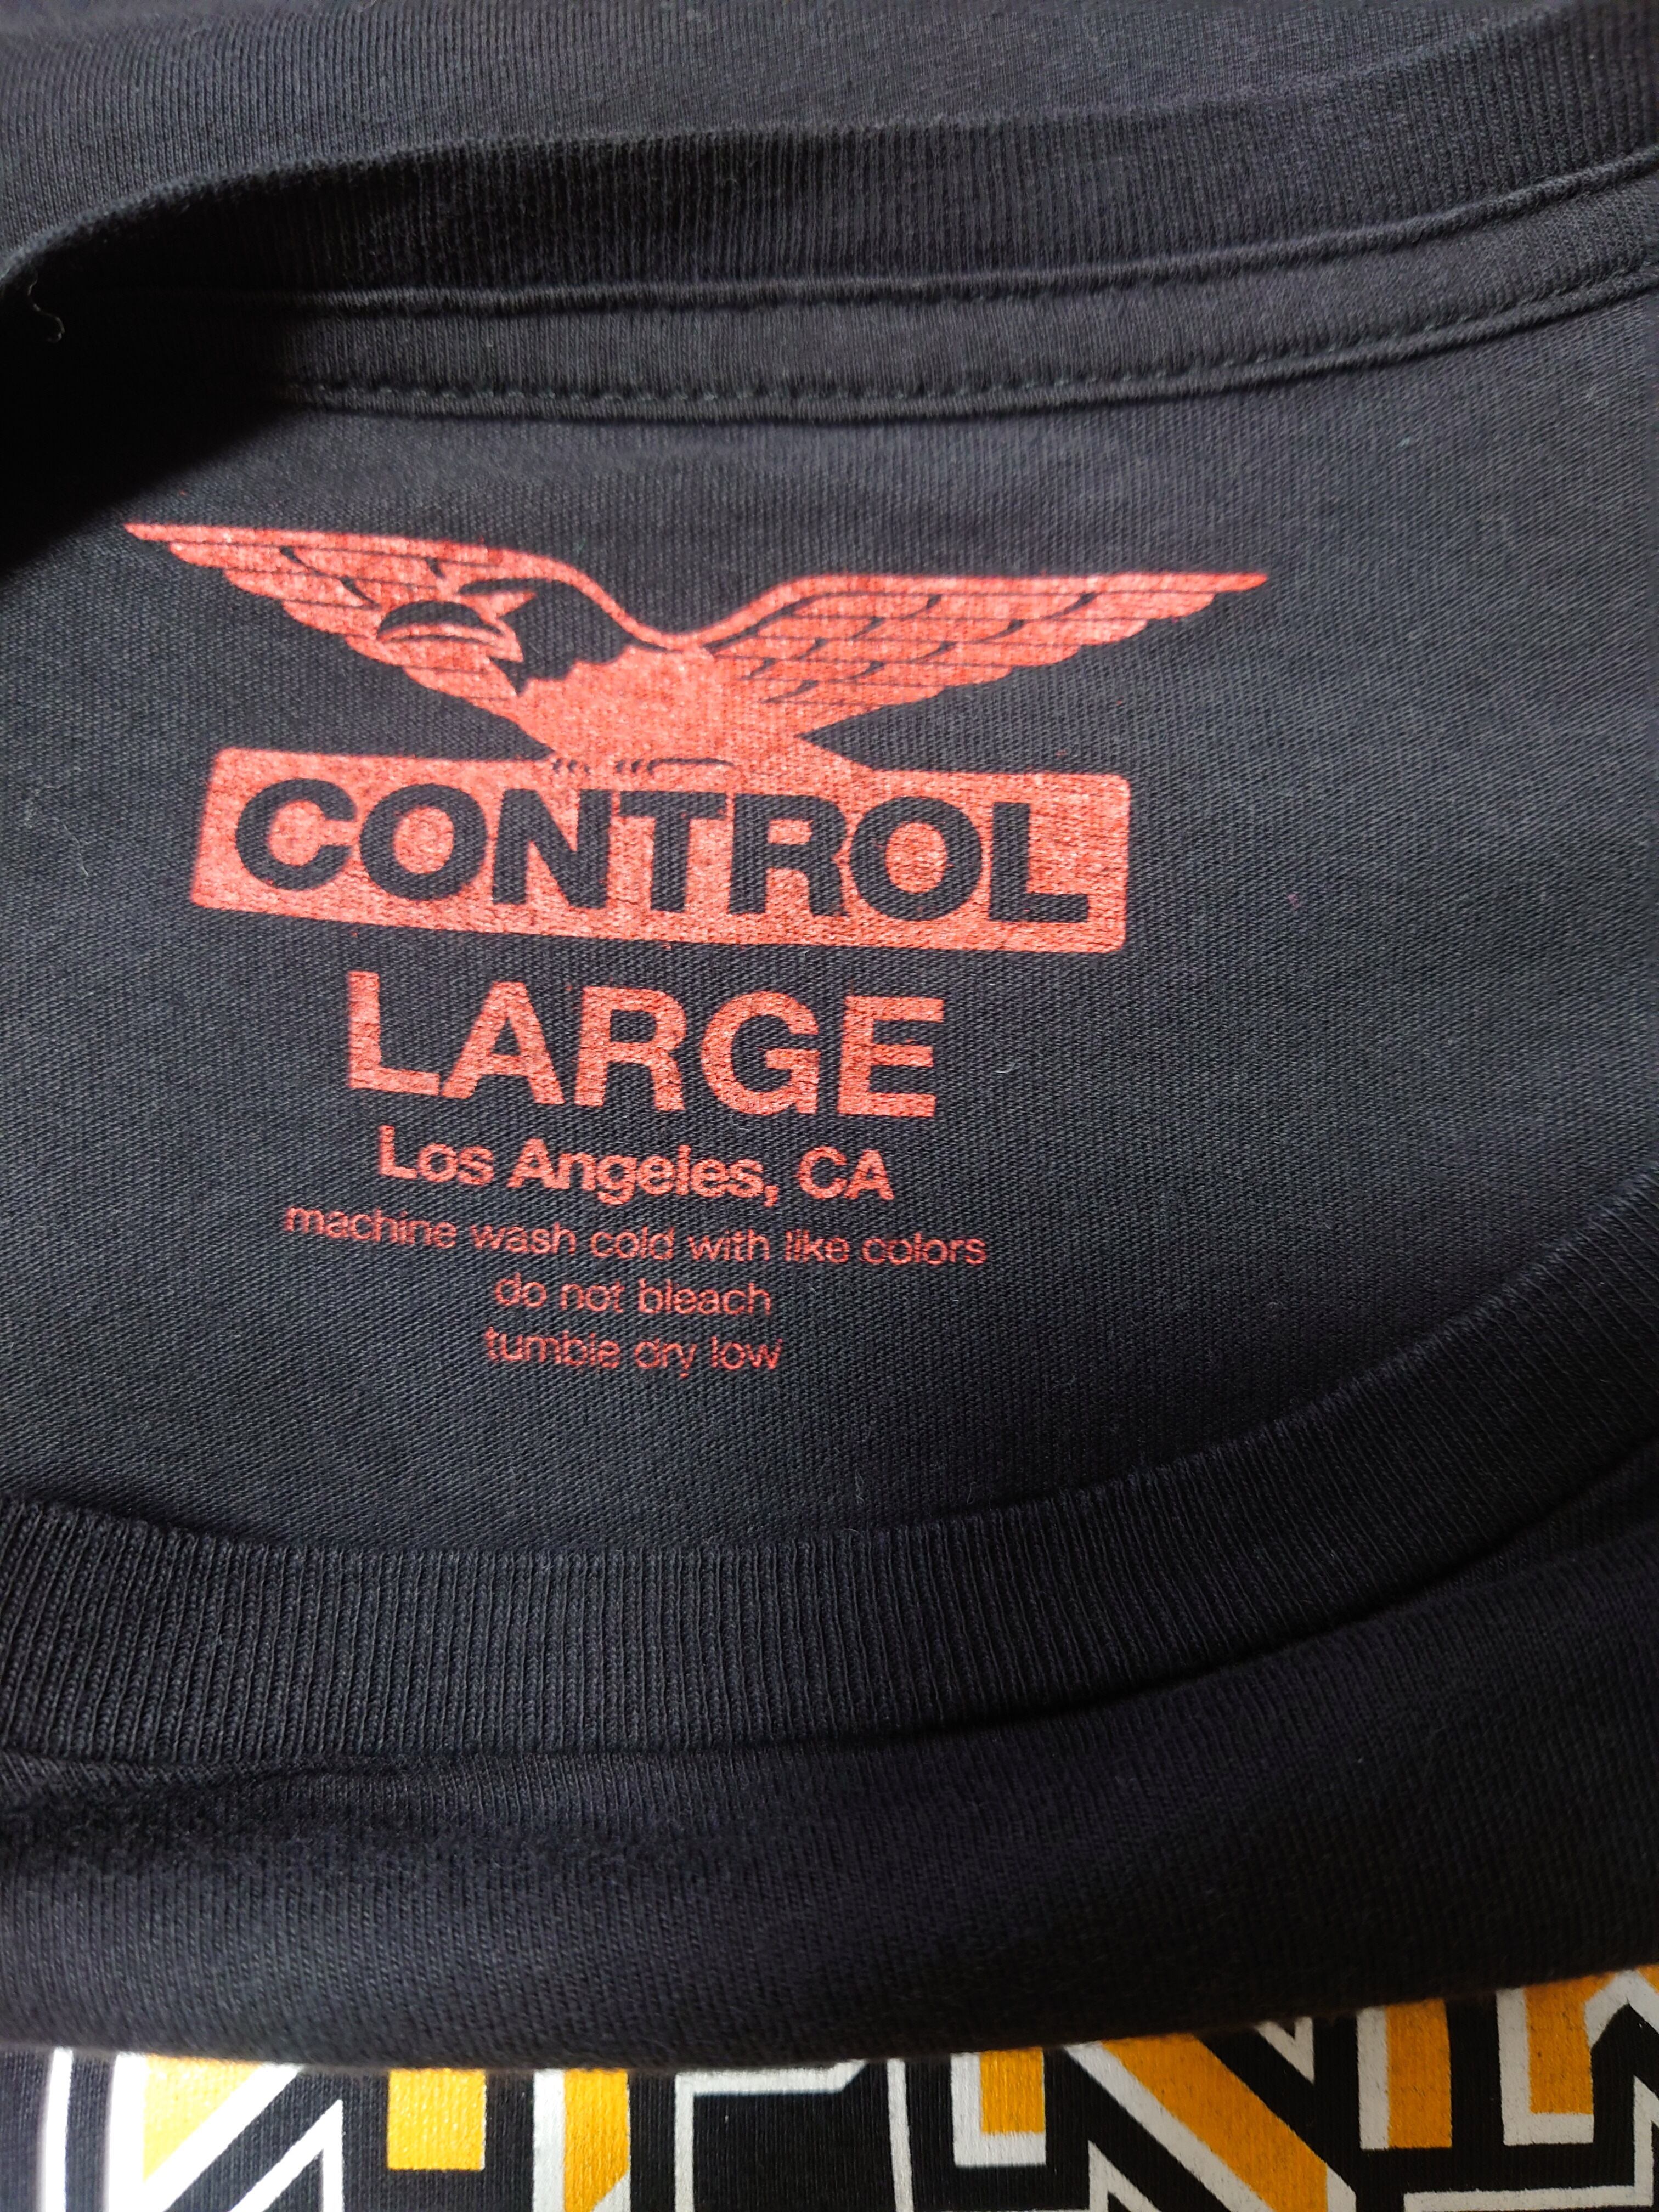 CONTROL
LARGE
Los Angeles, CA
machine wash cold with like colors
do not bleach
tumble dry low